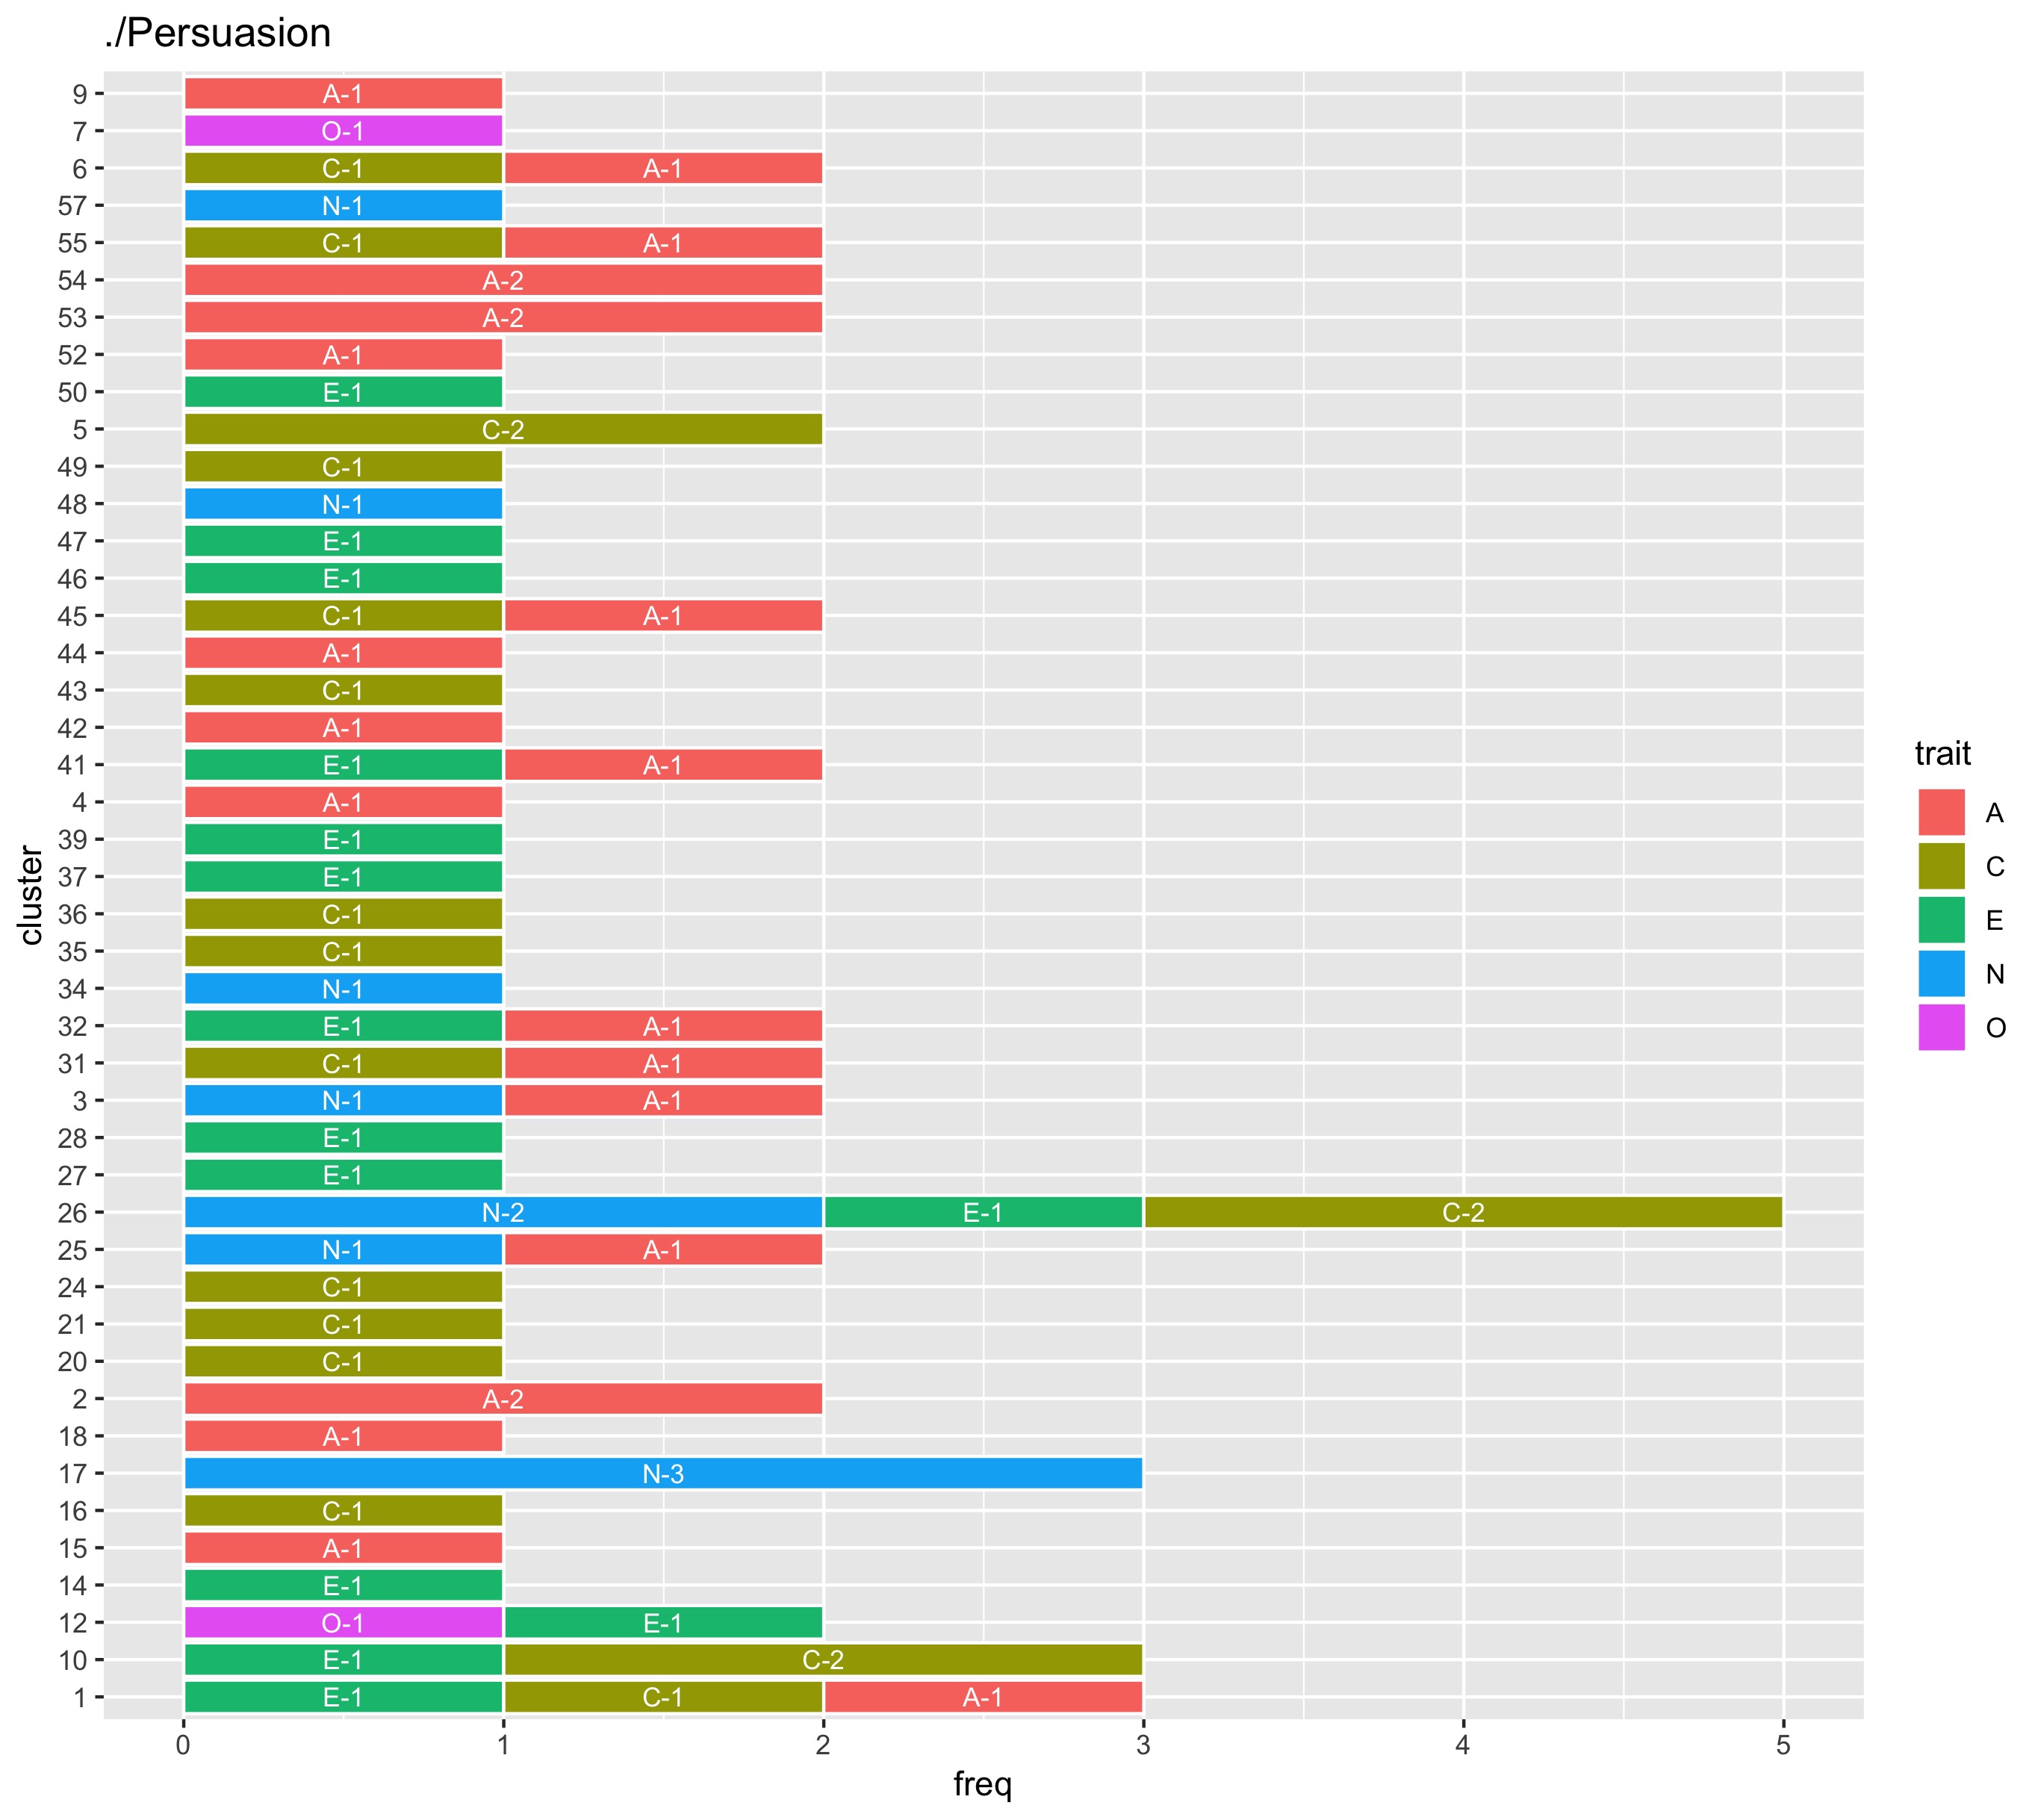 ./Persuasion
9 A-1
7 O-1
6 C-1 A-1
57 N-1
55 C-1 A-1
54 A-2
53 A-2
52 A-1
50 E-1
5 C-2
49 C-1
48 N-1
47 E-1
46 E-1
45 C-1 A-1
44 A-1
43 C-1
42 A-1
41 E-1 A-1
4 A-1
39 E-1
37 E-1
36 C-1
35 C-1
34 N-1
32 E-1 A-1
31 C-1 A-1
3 N-1 A-1
28 E-1
27 E-1
26 N-2 E-1 C-2
25 N-1 A-1
24 C-1
21 C-1
20 C-1
2 A-2
18 A-1
17 N-3
16 C-1
15 A-1
14 E-1
12 O-1 E-1
10 E-1 C-2
1 E-1 C-1 A-1
0 1 2 3 4 5
freq
cluster
trait
A
C
E
N
O